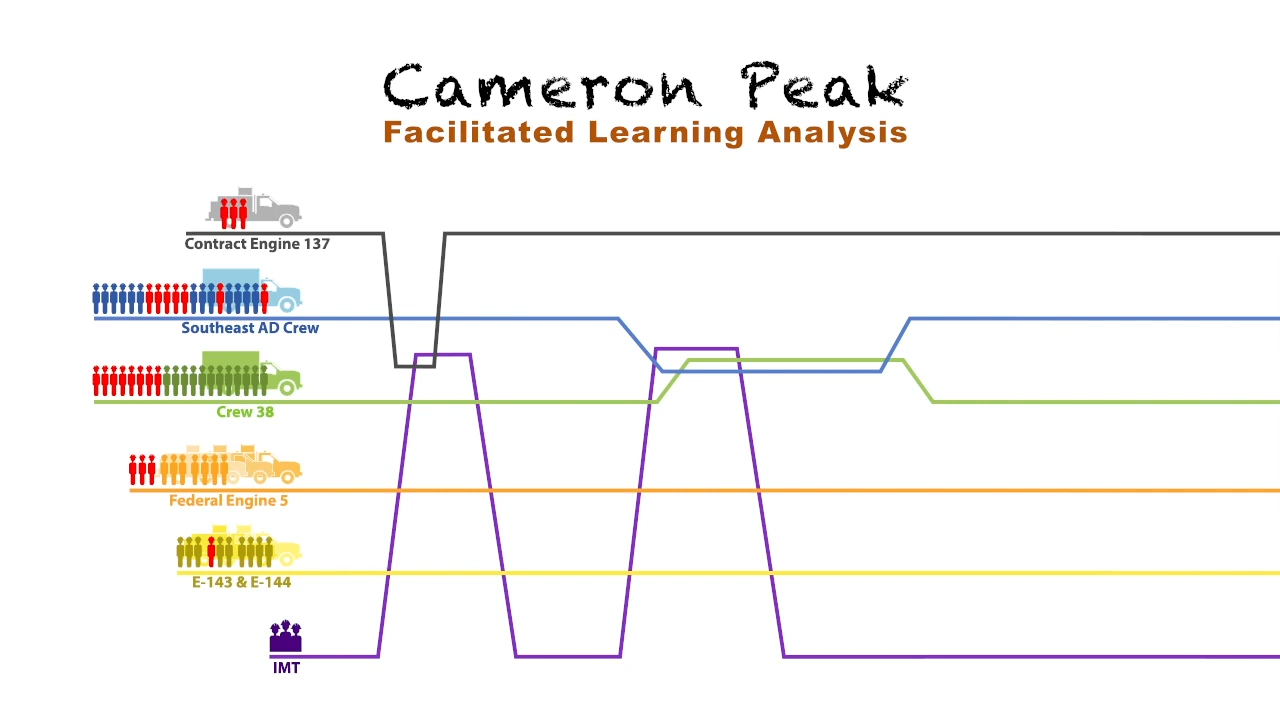 Cameron Peak
Facilitated Learning Analysis
Contract Engine 137
Southeast AD Crew
Crew 38
Federal Engine 5
E-143 & E-144
IMT